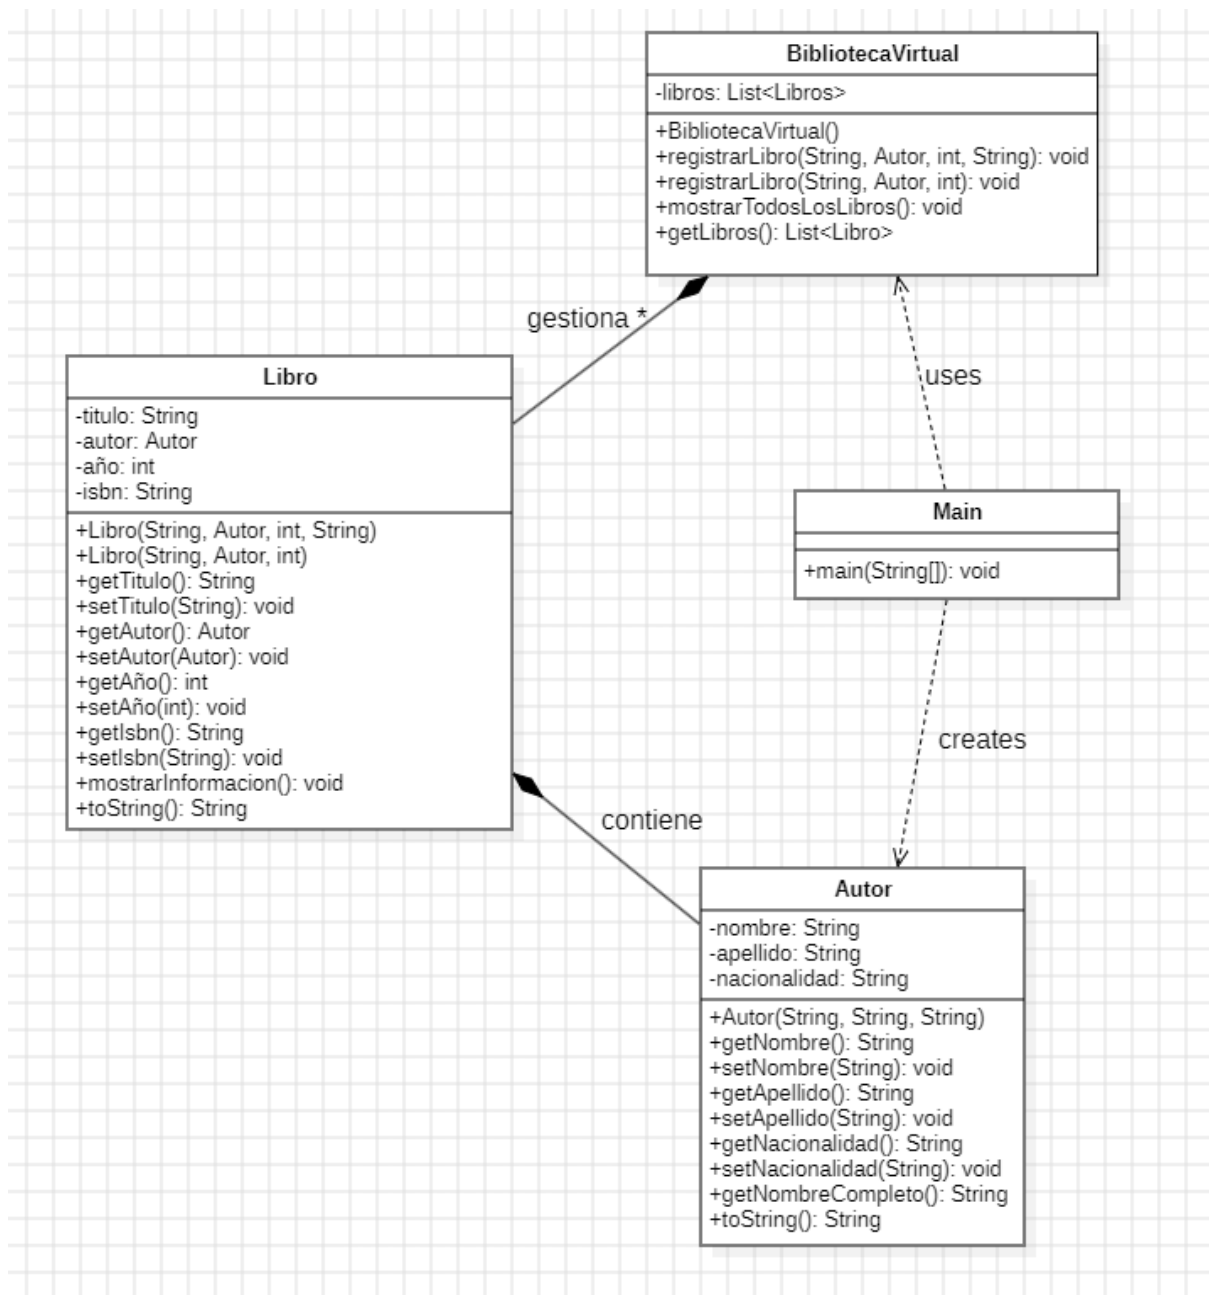 BibliotecaVirtual
-libros: List<Libros>
+BibliotecaVirtual()
+registrarLibro(String, Autor, int, String): void
+registrarLibro(String, Autor, int): void
+mostrarTodosLosLibros(): void
+getLibros(): List<Libro>
gestiona *
uses
Libro
-titulo: String
-autor: Autor
-año: int
-isbn: String
+Libro(String, Autor, int, String)
+Libro(String, Autor, int)
+getTitulo(): String
+setTitulo(String): void
+getAutor(): Autor
+setAutor(Autor): void
+getAño(): int
+setAño(int): void
+getIsbn(): String
+setIsbn(String): void
+mostrarInformacion(): void
+toString(): String
Main
+main(String[]): void
creates
contiene
Autor
-nombre: String
-apellido: String
-nacionalidad: String
+Autor(String, String, String)
+getNombre(): String
+setNombre(String): void
+getApellido(): String
+setApellido(String): void
+getNacionalidad(): String
+setNacionalidad(String): void
+getNombreCompleto(): String
+toString(): String